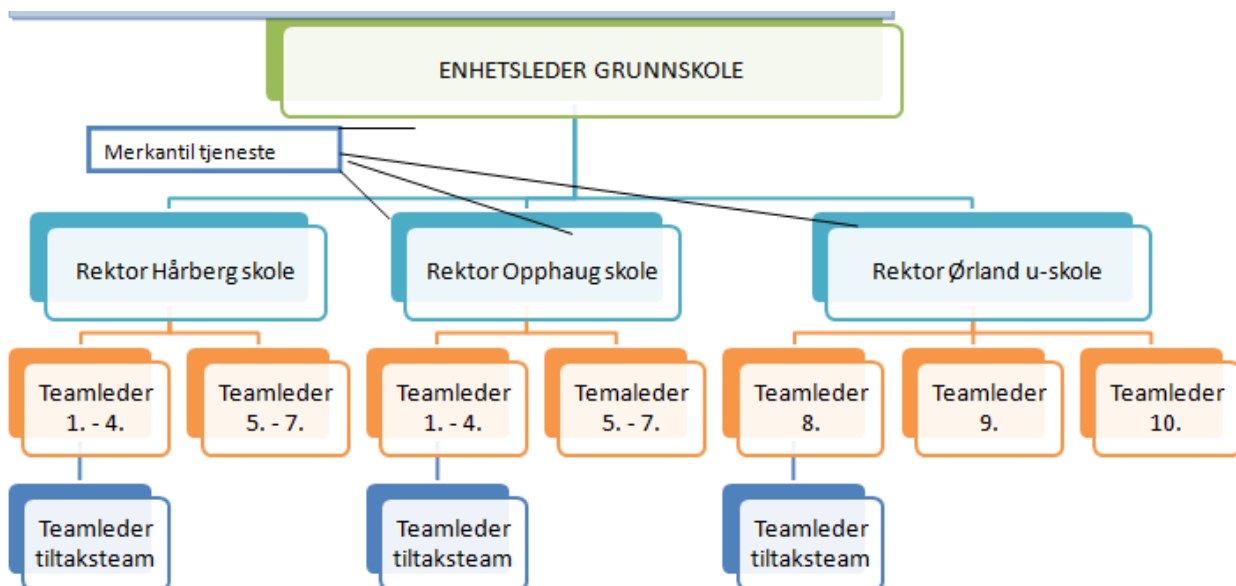 ENHETSLEDER GRUNNSKOLE
Merkantil tjeneste
Rektor Hårberg skole
Rektor Opphaug skole
Rektor Ørland u-skole
Teamleder
1. - 4.
Teamleder
5. - 7.
Teamleder
1. - 4.
Temaleder
5. - 7.
Teamleder
8.
Teamleder
9.
Teamleder
10.
Teamleder
tiltaksteam
Teamleder
tiltaksteam
Teamleder
tiltaksteam